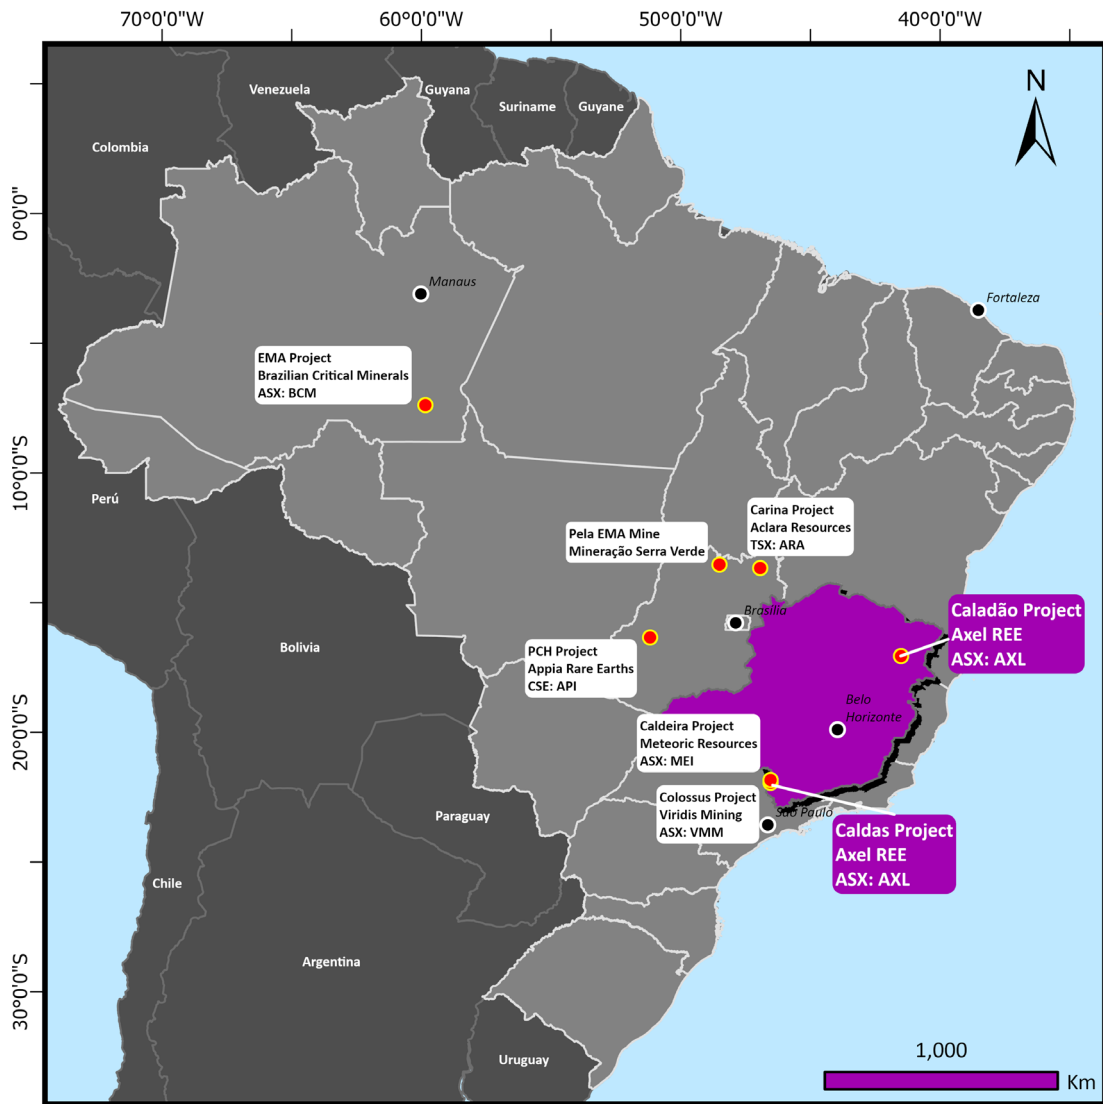 70°0'0"W
60°0'0"W
50°0'0"W
40°0'0"W
N
Venezuela
Guyana
Suriname
Guyane
Colombia
0°0'0"
Manaus
Fortaleza
EMA Project
Brazilian Critical Minerals
ASX: BCM
10°0'0"S
Perú
Carina Project
Aclara Resources
TSX: ARA
Pela EMA Mine
Mineração Serra Verde
Brasília
Caladão Project
Axel REE
ASX: AXL
Bolivia
PCH Project
Appia Rare Earths
CSE: API
Belo
Horizonte
20°0'0"S
Caldeira Project
Meteoric Resources
ASX: MEI
Colossus Project
Viridis Mining
ASX: VMM
São Paulo
Paraguay
Caldas Project
Axel REE
ASX: AXL
Chile
Argentina
30°0'0"S
Uruguay
1,000
Km